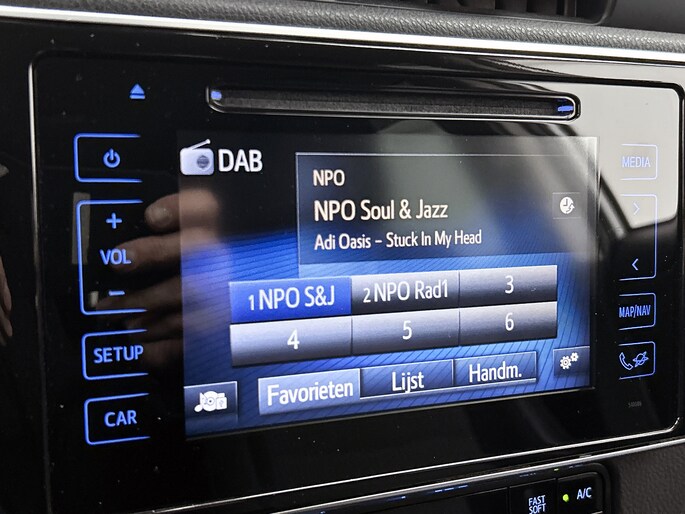 DAB
NPO
NPO Soul & Jazz
Adi Oasis – Stuck In My Head
1 NPO S&J 2 NPO Rad1 3
4 5 6
Favorieten Lijst Handm.
+
VOL
–
SETUP
CAR
MEDIA
>
<
MAP/NAV
FAST
SOFT
A/C